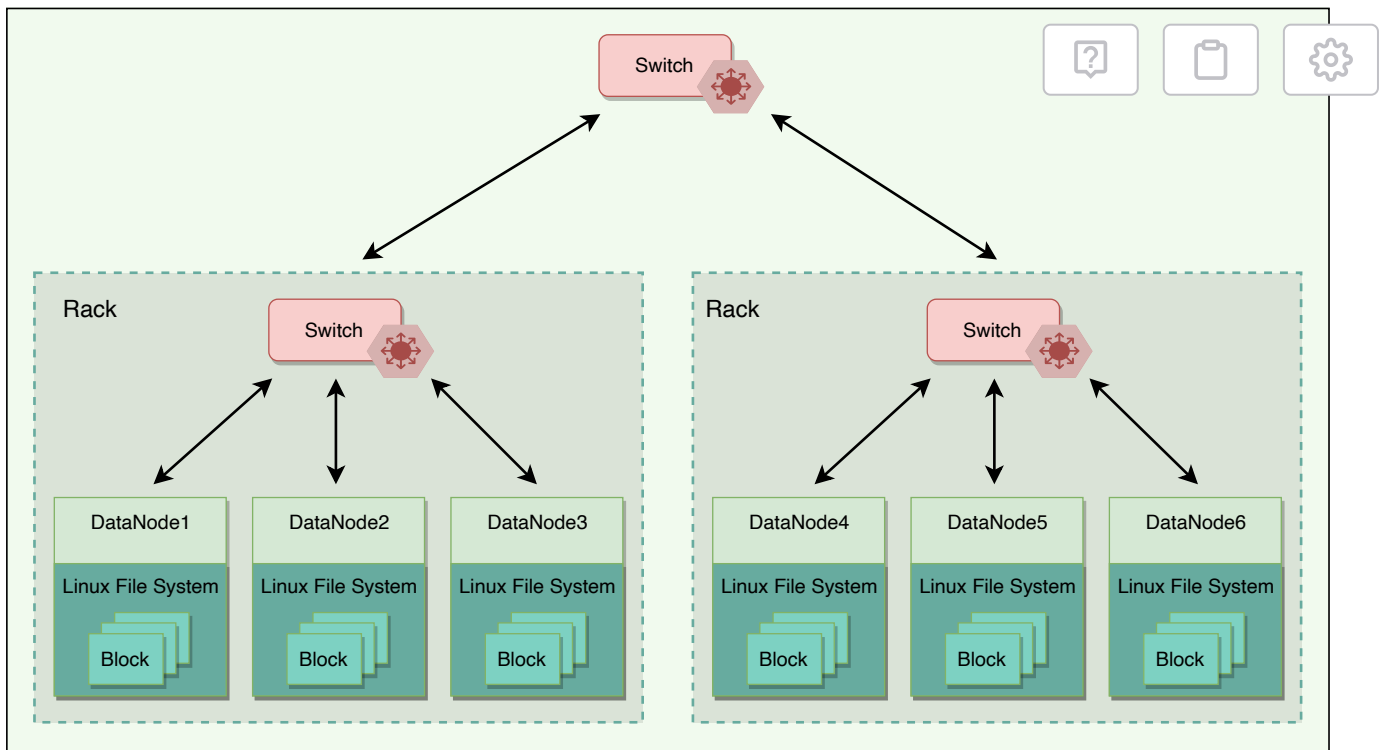 Switch
?
Rack
Switch
Rack
Switch
DataNode1
DataNode2
DataNode3
DataNode4
DataNode5
DataNode6
Linux File System
Linux File System
Linux File System
Linux File System
Linux File System
Linux File System
Block
Block
Block
Block
Block
Block